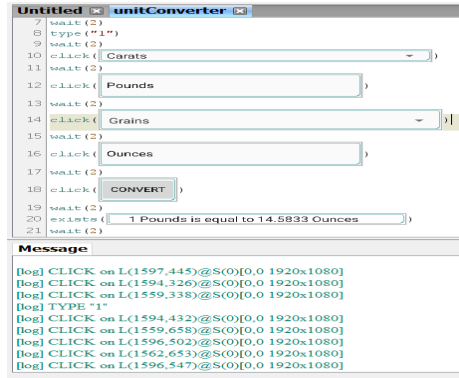 Untitled unitConverter
7 wait(2)
8 type("1")
9 wait(2)
10 click( Carats )
11 wait(2)
12 click( Pounds )
13 wait(2)
14 click( Grains )
15 wait(2)
16 click( Ounces )
17 wait(2)
18 click( CONVERT )
19 wait(2)
20 exists( 1 Pounds is equal to 14.5833 Ounces )
21 wait(2)
Message
[log] CLICK on L(1597,445)@S(0)[0,0 1920x1080]
[log] CLICK on L(1594,326)@S(0)[0,0 1920x1080]
[log] CLICK on L(1559,338)@S(0)[0,0 1920x1080]
[log] TYPE "1"
[log] CLICK on L(1594,432)@S(0)[0,0 1920x1080]
[log] CLICK on L(1559,658)@S(0)[0,0 1920x1080]
[log] CLICK on L(1596,502)@S(0)[0,0 1920x1080]
[log] CLICK on L(1562,653)@S(0)[0,0 1920x1080]
[log] CLICK on L(1596,547)@S(0)[0,0 1920x1080]